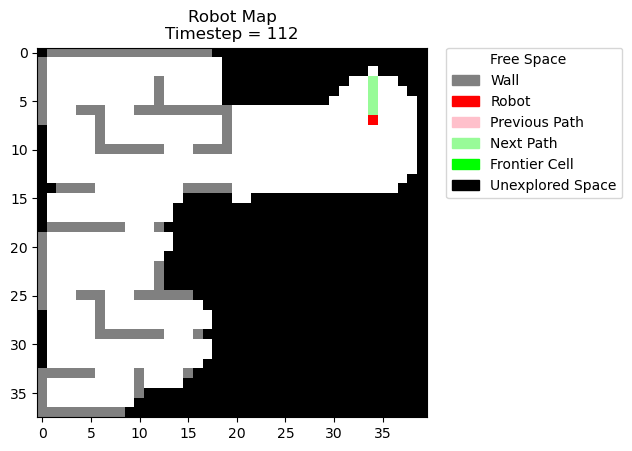 Robot Map
Timestep = 112
0
5
10
15
20
25
30
35
0
5
10
15
20
25
30
35
Free Space
Wall
Robot
Previous Path
Next Path
Frontier Cell
Unexplored Space